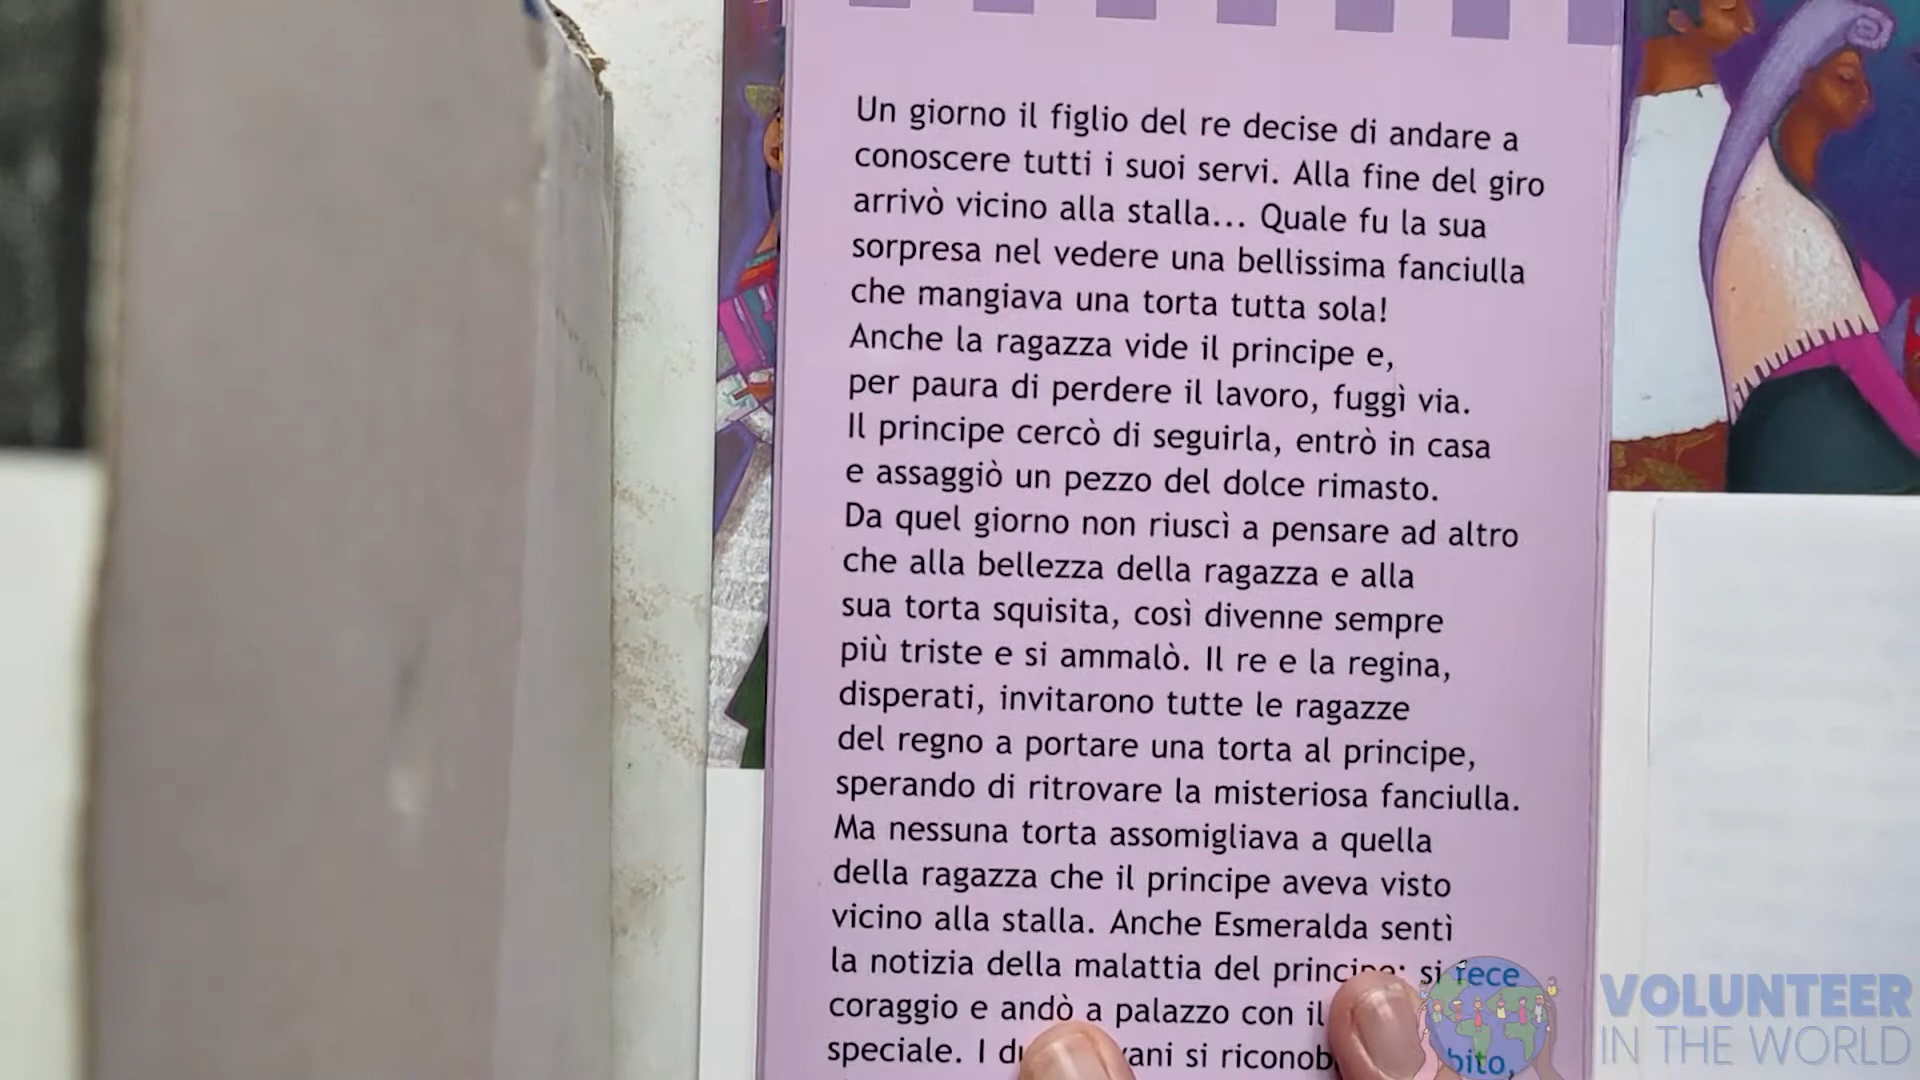 Un giorno il figlio del re decise di andare a
conoscere tutti i suoi servi. Alla fine del giro
arrivò vicino alla stalla... Quale fu la sua
sorpresa nel vedere una bellissima fanciulla
che mangiava una torta tutta sola!
Anche la ragazza vide il principe e,
per paura di perdere il lavoro, fuggì via.
Il principe cercò di seguirla, entrò in casa
e assaggiò un pezzo del dolce rimasto.
Da quel giorno non riuscì a pensare ad altro
che alla bellezza della ragazza e alla
sua torta squisita, così divenne sempre
più triste e si ammalò. Il re e la regina,
disperati, invitarono tutte le ragazze
del regno a portare una torta al principe,
sperando di ritrovare la misteriosa fanciulla.
Ma nessuna torta assomigliava a quella
della ragazza che il principe aveva visto
vicino alla stalla. Anche Esmeralda sentì
la notizia della malattia del principe: si fece
coraggio e andò a palazzo con il
speciale. I si
VOLUNTEER
IN THE WORLD